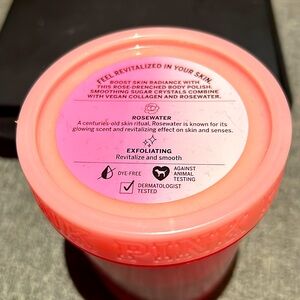 FEEL REVITALIZED IN YOUR SKIN.
BOOST SKIN RADIANCE WITH
THIS ROSE-DRENCHED BODY POLISH.
SMOOTHING SUGAR CRYSTALS COMBINE
WITH VEGAN COLLAGEN AND ROSEWATER.
ROSEWATER
A centuries-old skin ritual, Rosewater is known for its
glowing scent and revitalizing effect on skin and senses.
EXFOLIATING
Revitalize and smooth
DYE-FREE
AGAINST
ANIMAL
TESTING
DERMATOLOGIST
TESTED
PINK